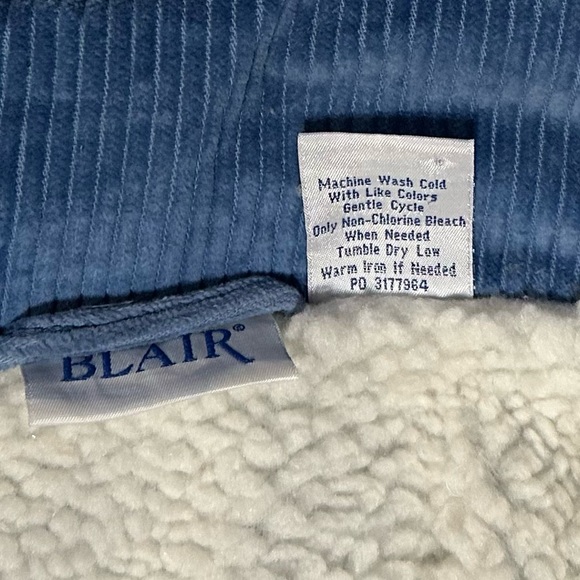 Machine Wash Cold
With Like Colors
Gentle Cycle
Only Non-Chlorine Bleach
When Needed
Tumble Dry Low
Warm Iron If Needed
PO 3177964
BLAIR®